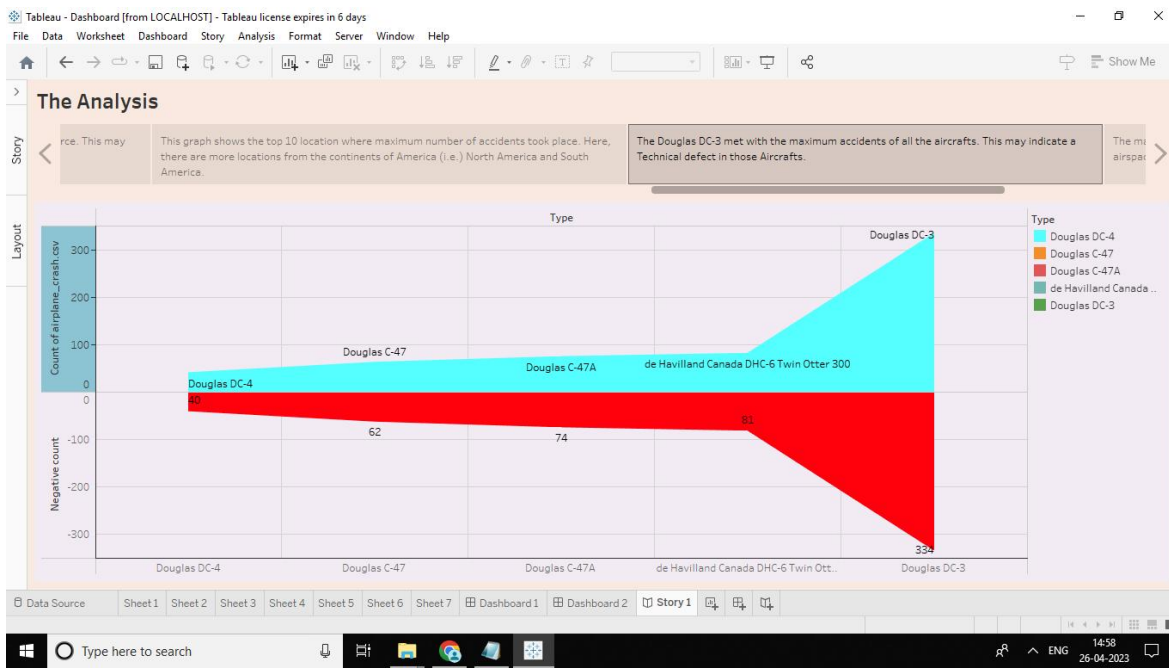 Tableau - Dashboard [from LOCALHOST] - Tableau license expires in 6 days
File Data Worksheet Dashboard Story Analysis Format Server Window Help
Show Me
The Analysis
Story
Layout
rce. This may
This graph shows the top 10 location where maximum number of accidents took place. Here,
there are more locations from the continents of America (i.e.) North America and South
America.
The Douglas DC-3 met with the maximum accidents of all the aircrafts. This may indicate a
Technical defect in those Aircrafts.
The ma
airspac
Type
Count of airplane_crash.csv
300
200
100
0
Douglas DC-4
Douglas C-47
Douglas C-47A
de Havilland Canada DHC-6 Twin Otter 300
Douglas DC-3
Negative count
0
-100
-200
-300
40
62
74
81
334
Douglas DC-4
Douglas C-47
Douglas C-47A
de Havilland Canada DHC-6 Twin Ott..
Douglas DC-3
Type
Douglas DC-4
Douglas C-47
Douglas C-47A
de Havilland Canada ..
Douglas DC-3
Data Source Sheet 1 Sheet 2 Sheet 3 Sheet 4 Sheet 5 Sheet 6 Sheet 7 Dashboard 1 Dashboard 2 Story 1
Type here to search
ENG
14:58
26-04-2023